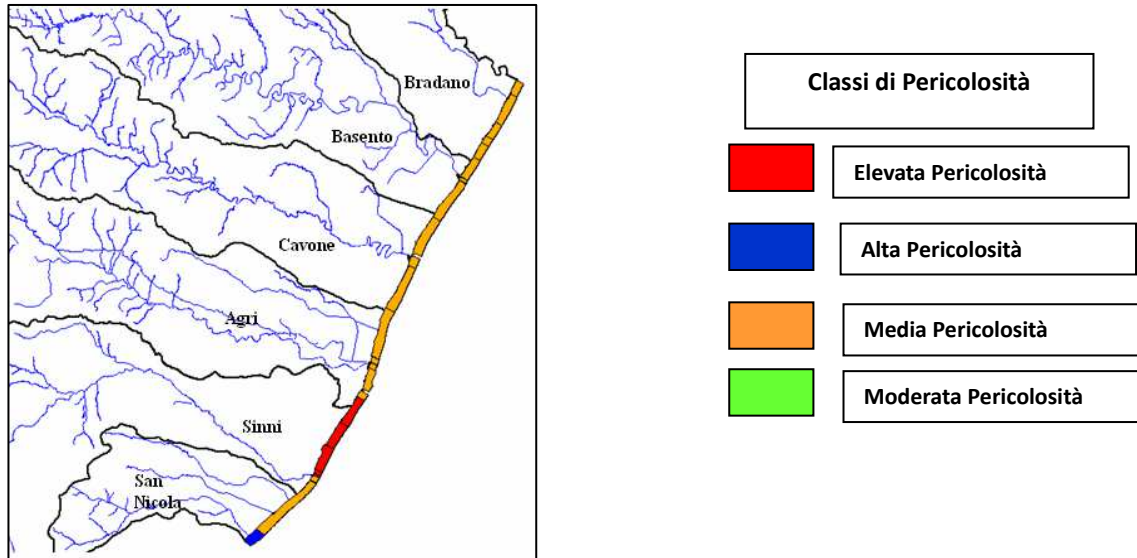 Bradano
Basento
Cavone
Agri
Sinni
San
Nicola
Classi di Pericolosità
Elevata Pericolosità
Alta Pericolosità
Media Pericolosità
Moderata Pericolosità